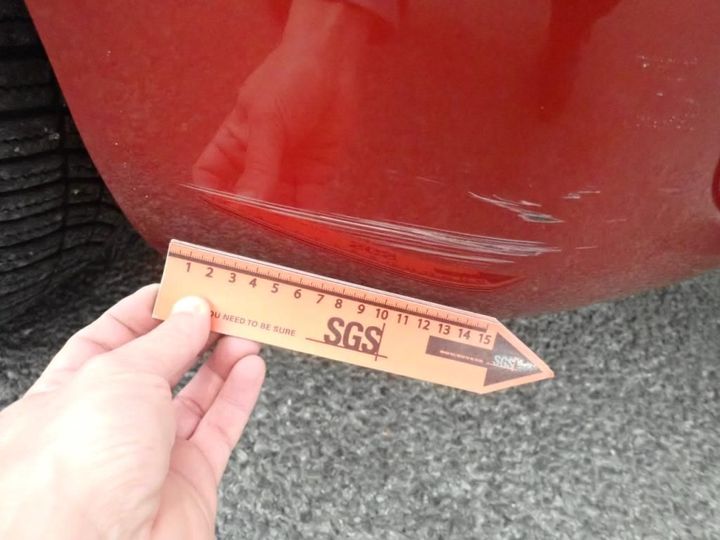 1 2 3 4 5 6 7 8 9 10 11 12 13 14 15
OU NEED TO BE SURE
SGS
SGS